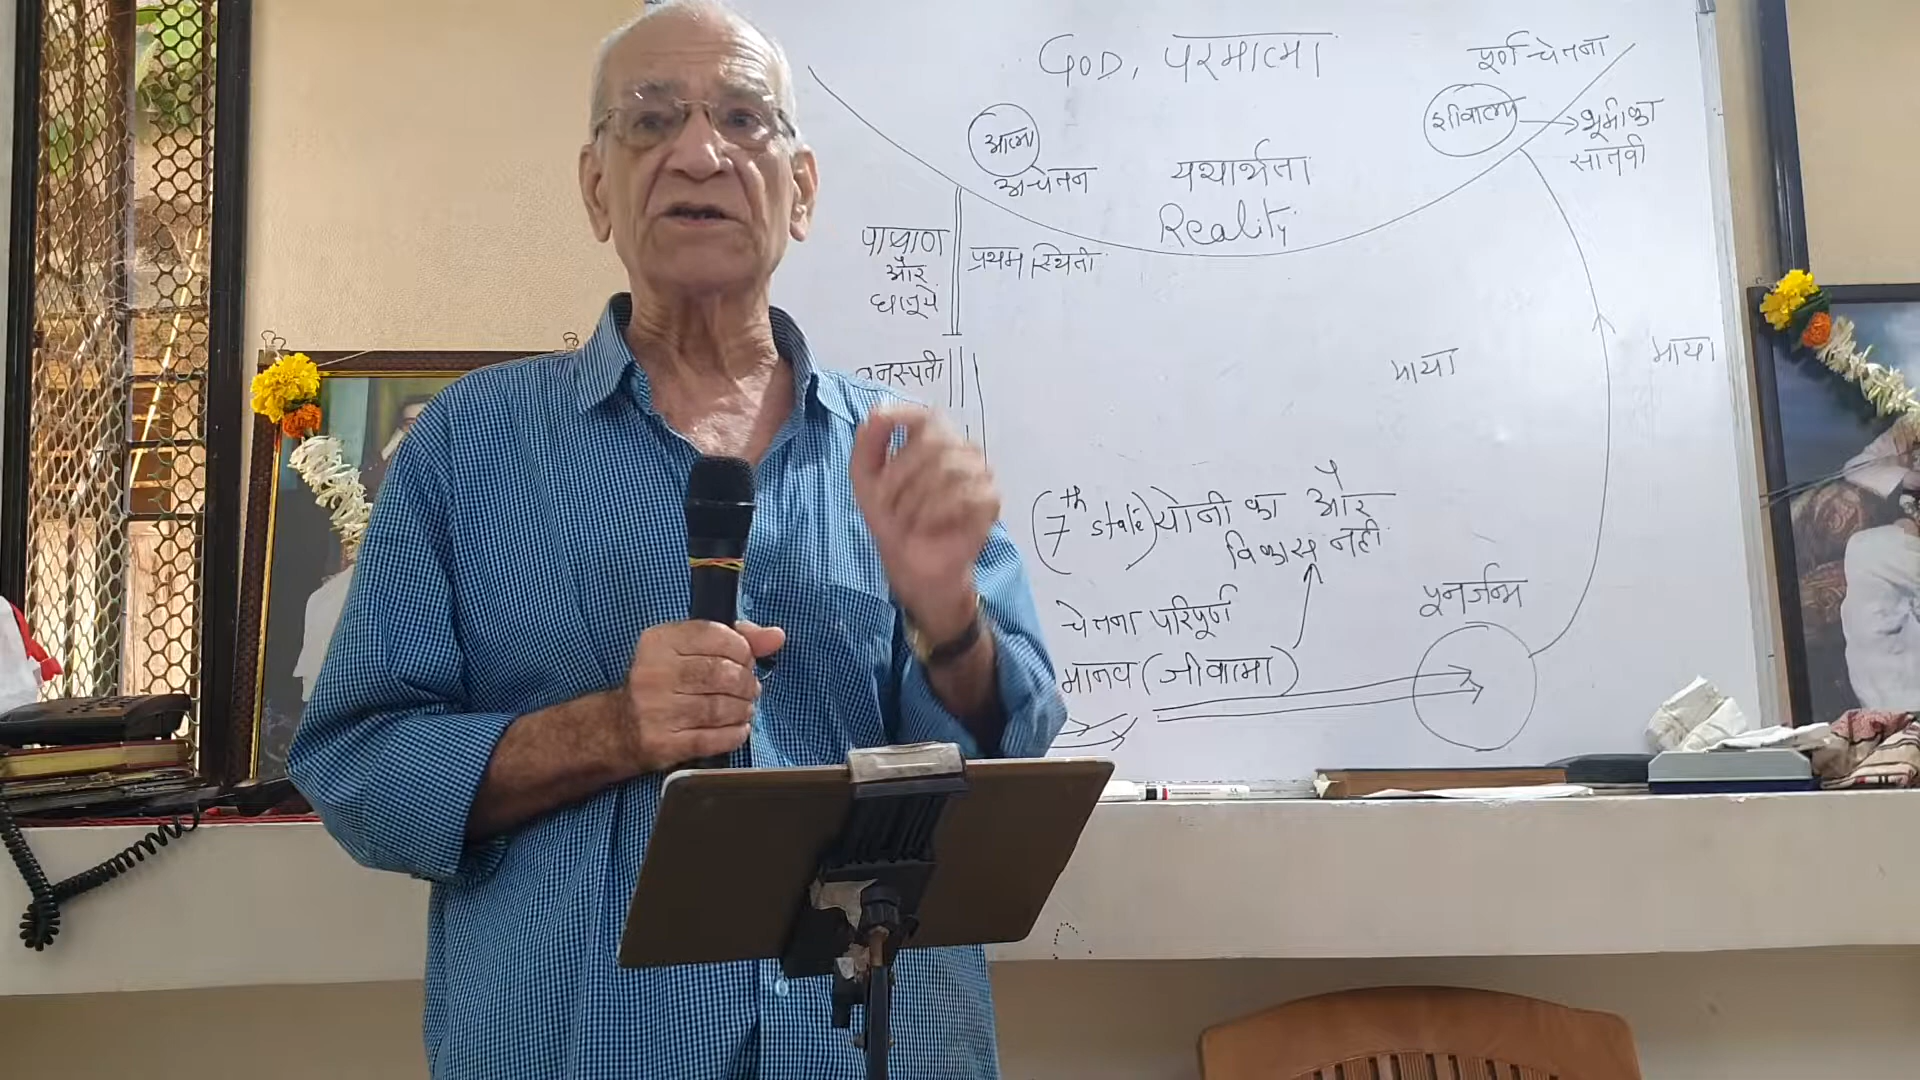 GOD, परमात्मा
पूर्ण चेतना
आत्मा
शीवात्मा
भूमीका
सातवी
अचेतन
यथार्थता
Reality
पाषाण
और
धातूये
प्रथम स्थिती
वनस्पती
माया
माया
(7th state) योनी का और
विकास नही
चेतना परिपूर्ण
पूनर्जन्म
मानव (जीवात्मा)